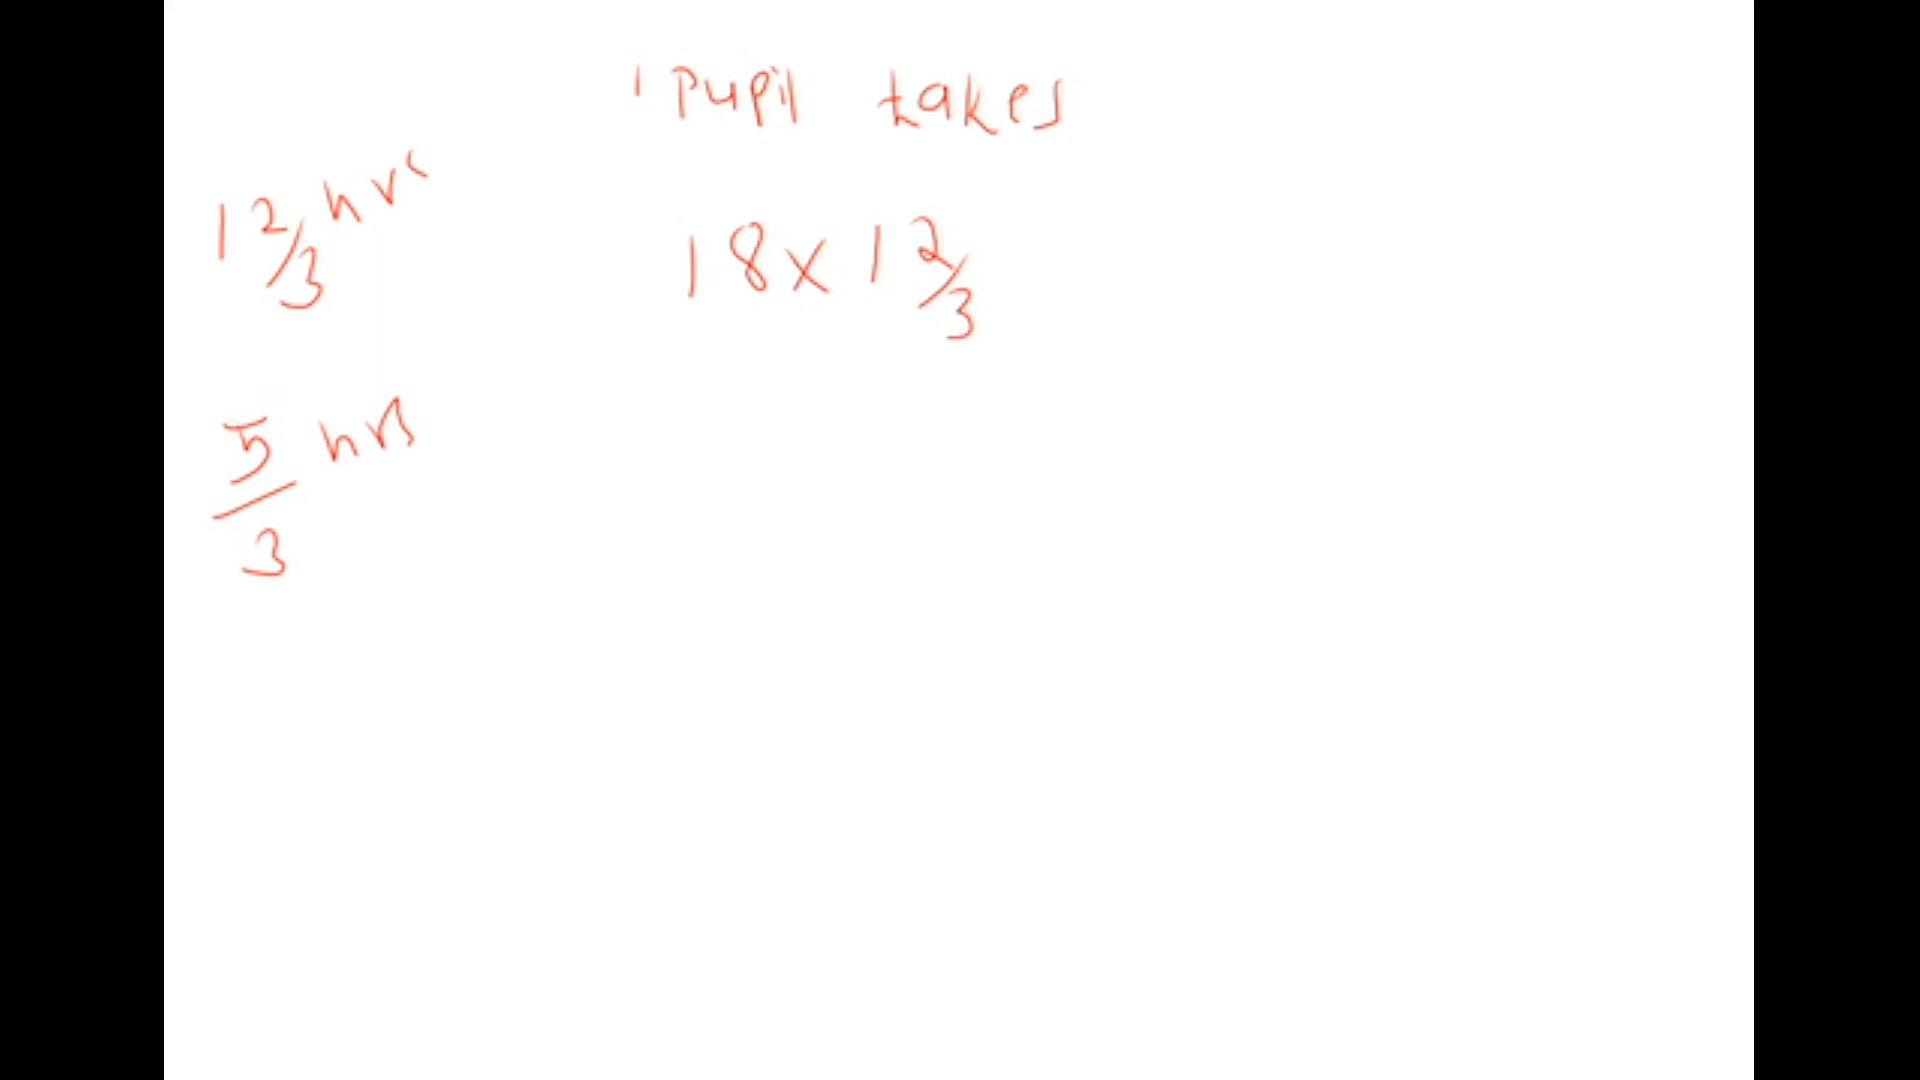 1 Pupil takes
1 2/3 hrs
18 x 1 2/3
5/3 hrs